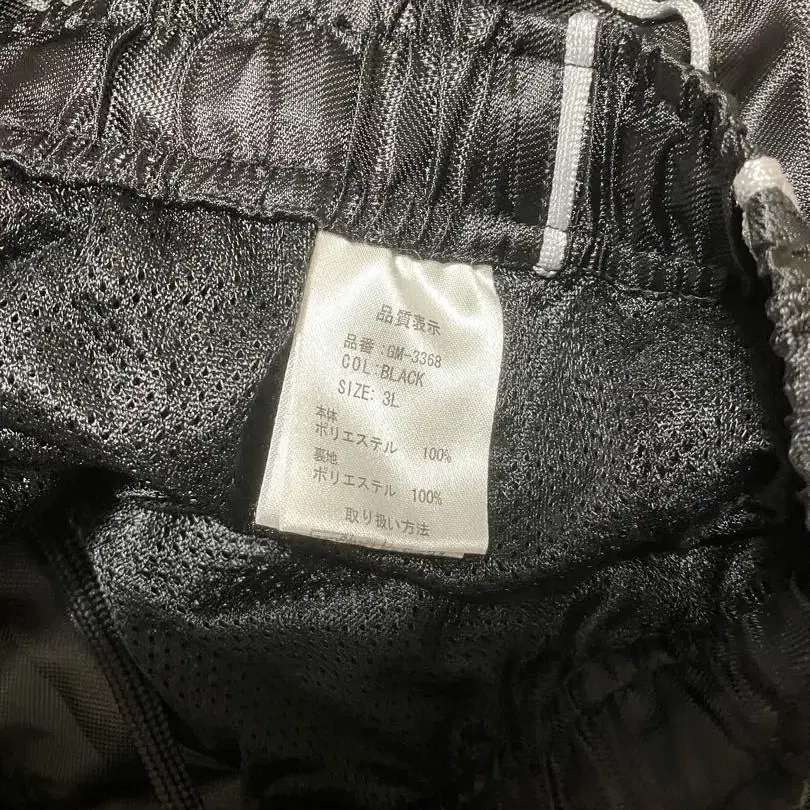 品質表示
品番:GM-3368
COL:BLACK
SIZE: 3L
本体
ポリエステル 100%
裏地
ポリエステル 100%
取り扱い方法